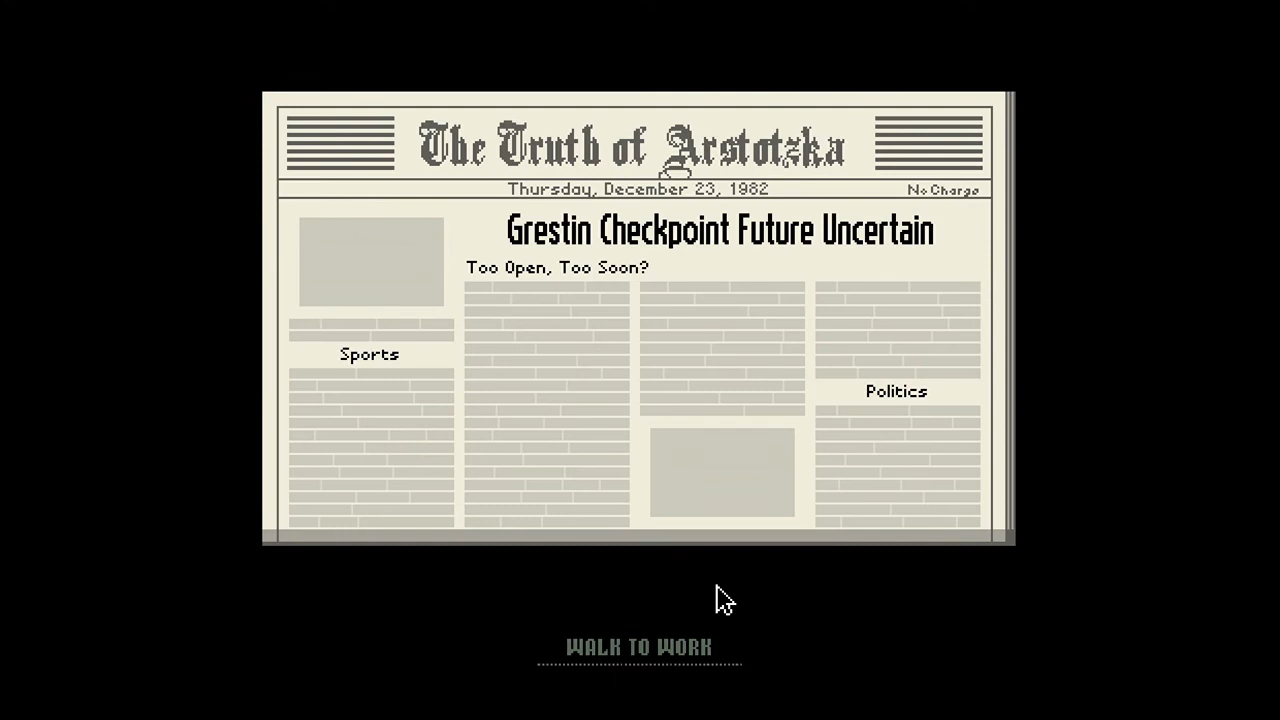 The Truth of Arstotzka
Thursday, December 23, 1982
No Charge
Grestin Checkpoint Future Uncertain
Too Open, Too Soon?
Sports
Politics
WALK TO WORK